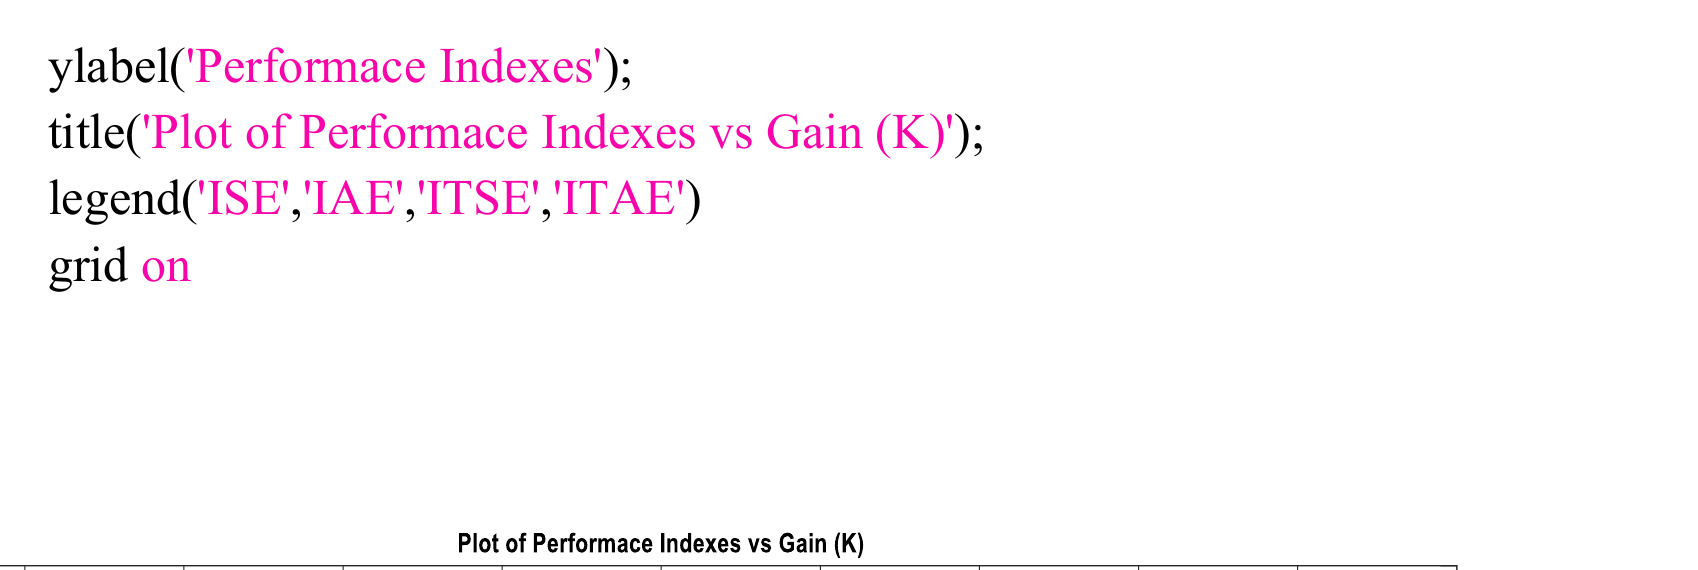 ylabel('Performace Indexes');
title('Plot of Performace Indexes vs Gain (K)');
legend('ISE','IAE','ITSE','ITAE')
grid on
Plot of Performace Indexes vs Gain (K)